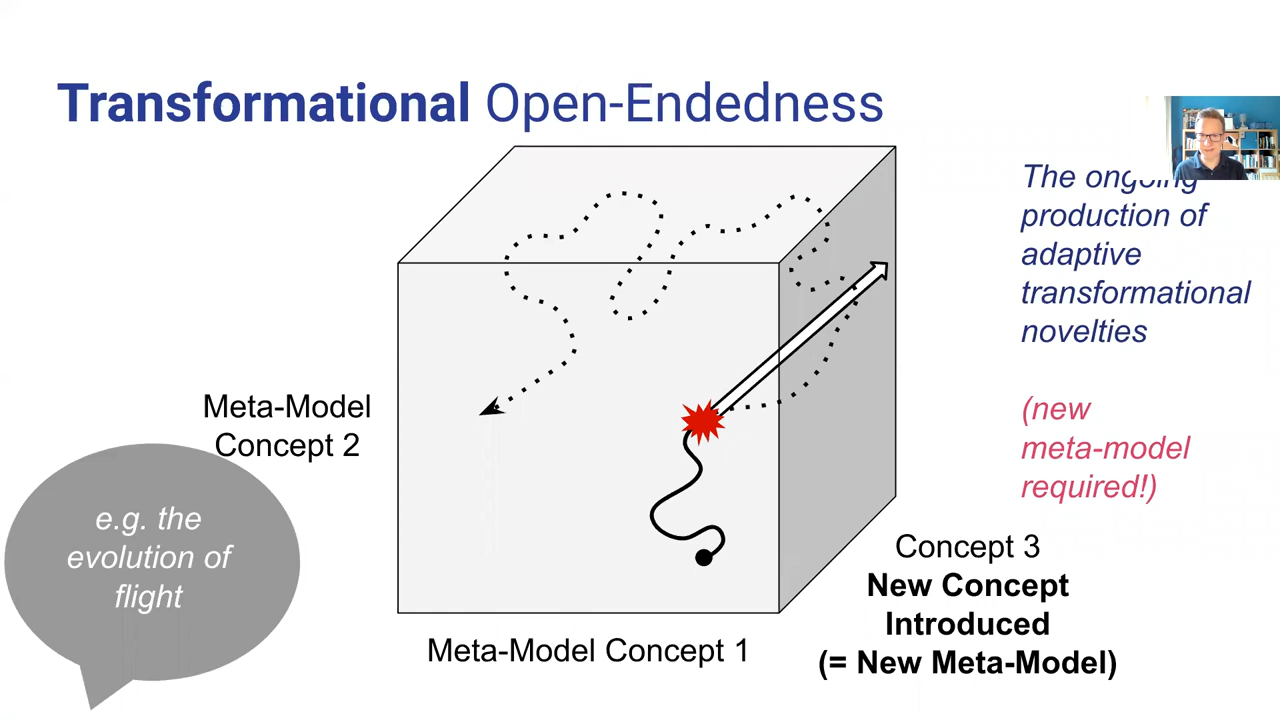 Transformational Open-Endedness
The ongoing
production of
adaptive
transformational
novelties
(new
meta-model
required!)
Meta-Model
Concept 2
e.g. the
evolution of
flight
Meta-Model Concept 1
Concept 3
New Concept
Introduced
(= New Meta-Model)